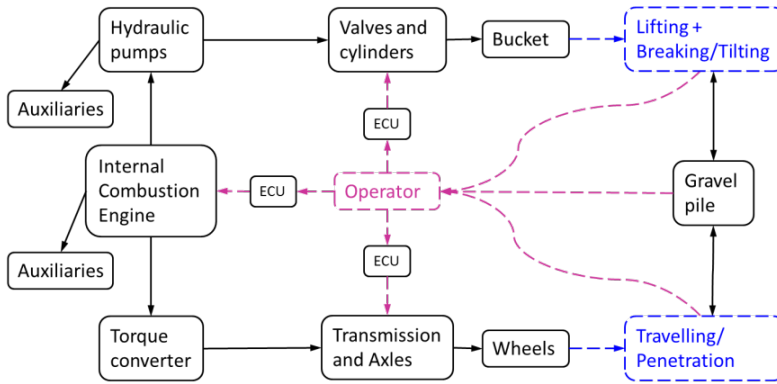 Hydraulic
pumps
Valves and
cylinders
Bucket
Lifting +
Breaking/Tilting
Auxiliaries
ECU
Internal
Combustion
Engine
ECU
Operator
Gravel
pile
ECU
Auxiliaries
Torque
converter
Transmission
and Axles
Wheels
Travelling/
Penetration